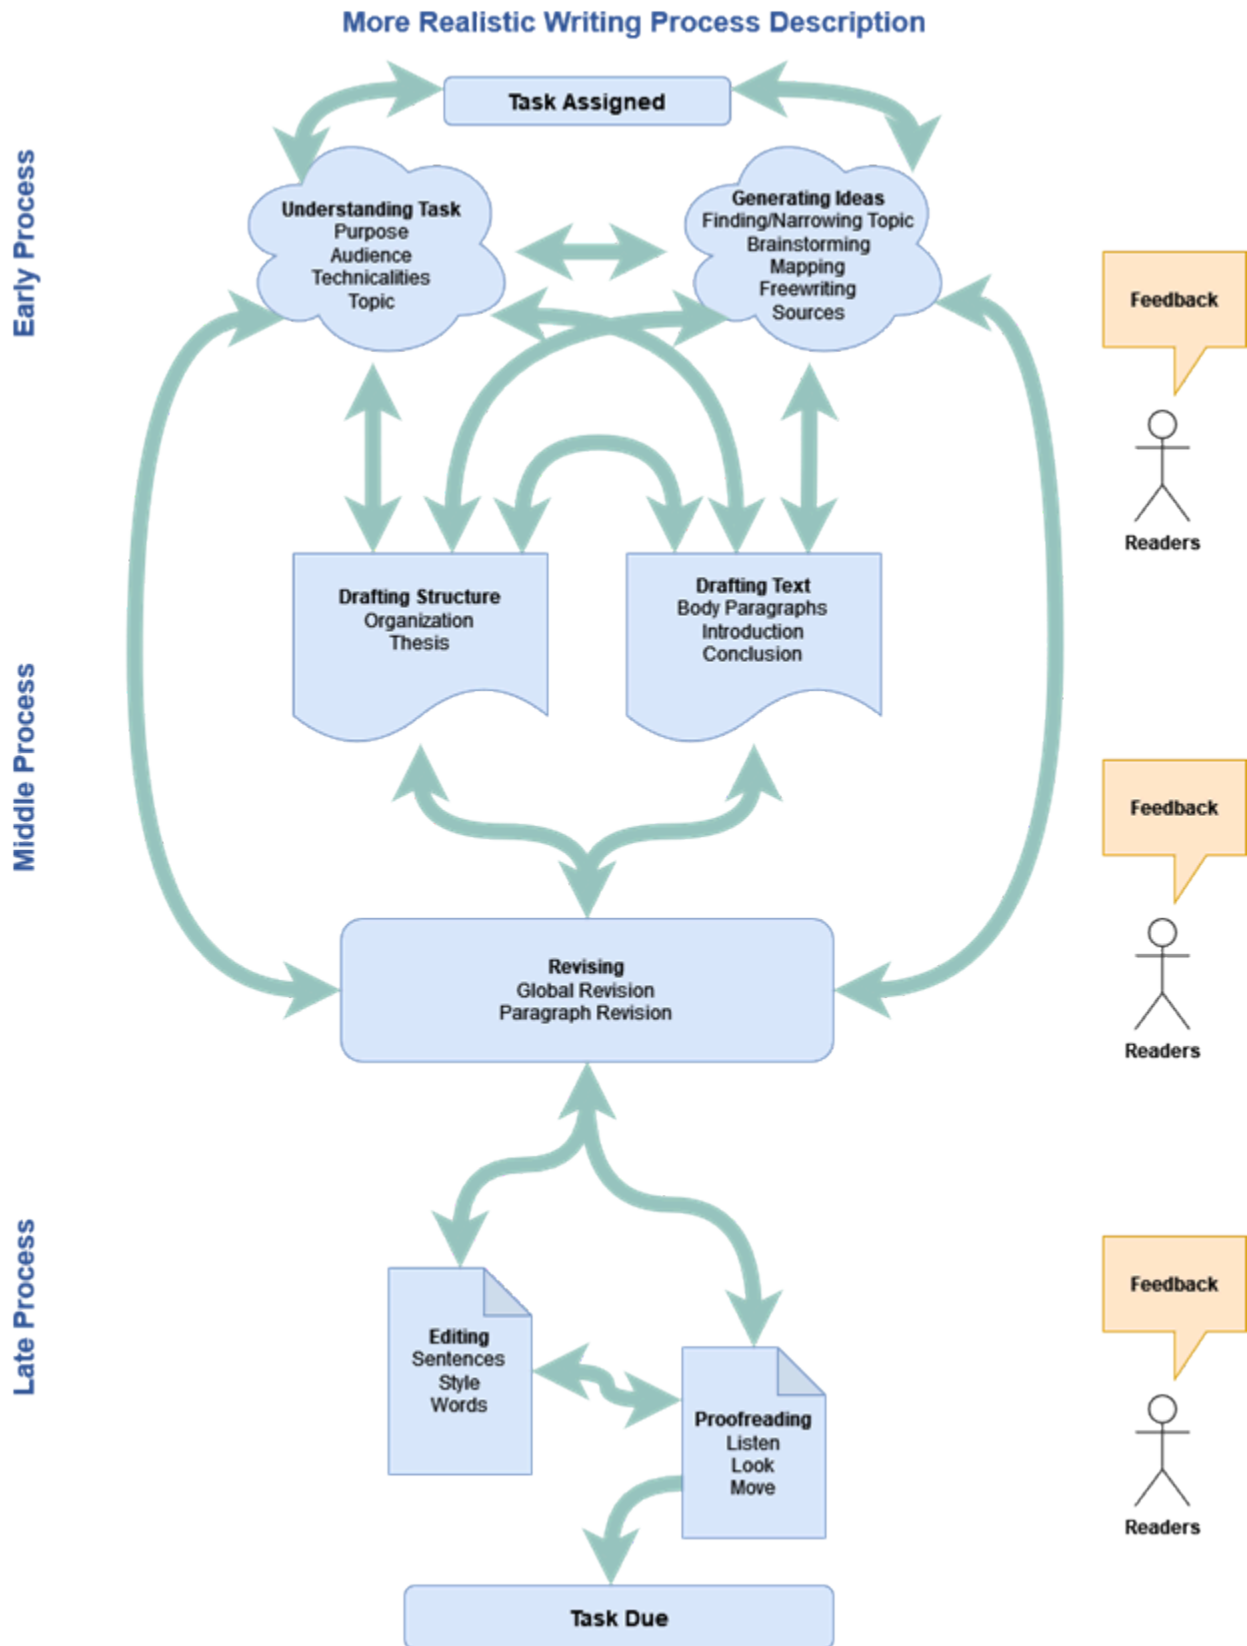 More Realistic Writing Process Description
Task Assigned
Early Process
Understanding Task
Purpose
Audience
Technicalities
Topic
Generating Ideas
Finding/Narrowing Topic
Brainstorming
Mapping
Freewriting
Sources
Feedback
Readers
Middle Process
Drafting Structure
Organization
Thesis
Drafting Text
Body Paragraphs
Introduction
Conclusion
Feedback
Readers
Revising
Global Revision
Paragraph Revision
Late Process
Editing
Sentences
Style
Words
Proofreading
Listen
Look
Move
Feedback
Readers
Task Due